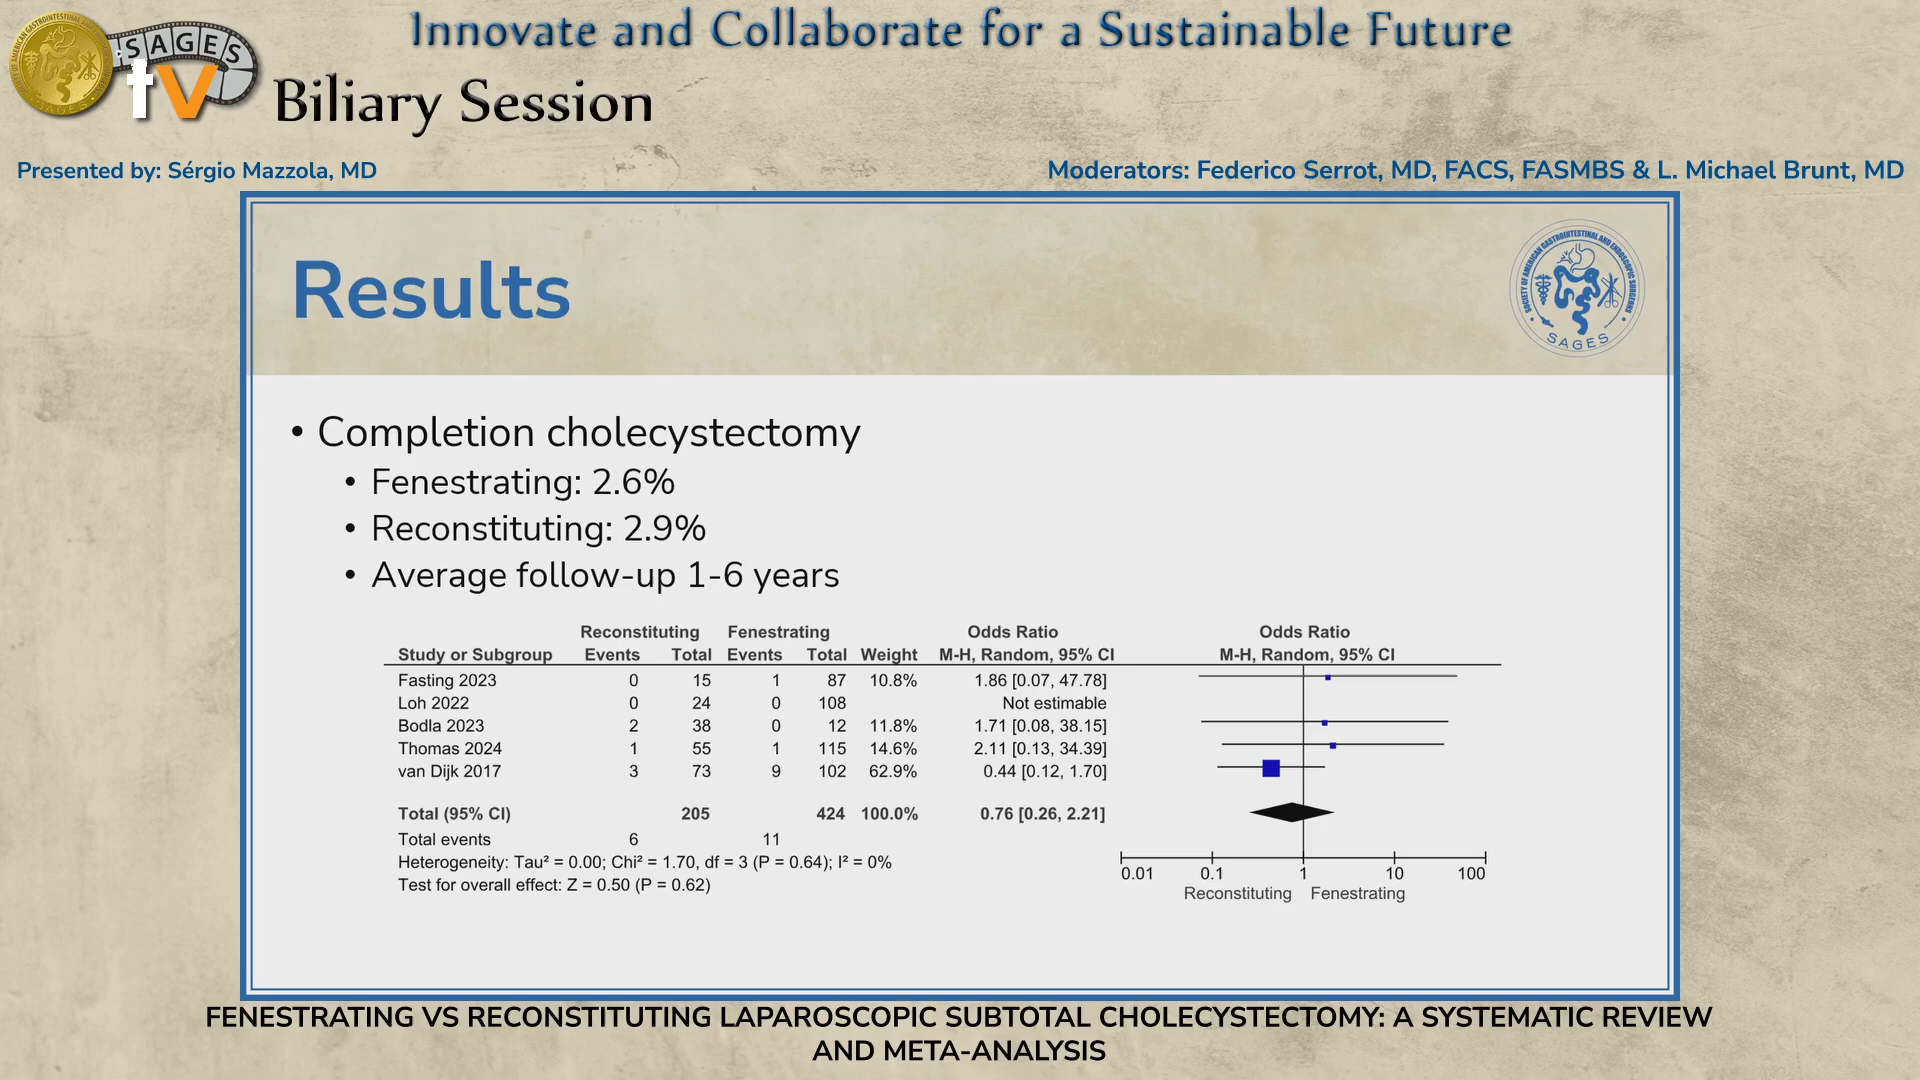 Innovate and Collaborate for a Sustainable Future
SAGES
tv
Biliary Session
Presented by: Sérgio Mazzola, MD
Moderators: Federico Serrot, MD, FACS, FASMBS & L. Michael Brunt, MD
Results
SOCIETY OF AMERICAN GASTROINTESTINAL AND ENDOSCOPIC SURGEONS
SAGES
• Completion cholecystectomy
• Fenestrating: 2.6%
• Reconstituting: 2.9%
• Average follow-up 1-6 years
Reconstituting Fenestrating Odds Ratio Odds Ratio
Study or Subgroup Events Total Events Total Weight M-H, Random, 95% CI M-H, Random, 95% CI
Fasting 2023 0 15 1 87 10.8% 1.86 [0.07, 47.78]
Loh 2022 0 24 0 108 Not estimable
Bodla 2023 2 38 0 12 11.8% 1.71 [0.08, 38.15]
Thomas 2024 1 55 1 115 14.6% 2.11 [0.13, 34.39]
van Dijk 2017 3 73 9 102 62.9% 0.44 [0.12, 1.70]
Total (95% CI) 205 424 100.0% 0.76 [0.26, 2.21]
Total events 6 11
Heterogeneity: Tau² = 0.00; Chi² = 1.70, df = 3 (P = 0.64); I² = 0%
Test for overall effect: Z = 0.50 (P = 0.62)
0.01 0.1 1 10 100
Reconstituting Fenestrating
FENESTRATING VS RECONSTITUTING LAPAROSCOPIC SUBTOTAL CHOLECYSTECTOMY: A SYSTEMATIC REVIEW
AND META-ANALYSIS